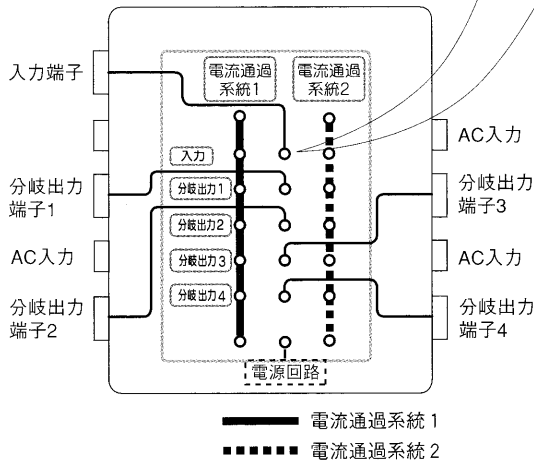 入力端子
分岐出力
端子1
AC入力
分岐出力
端子2
電流通過
系統1
電流通過
系統2
入力
分岐出力1
分岐出力2
分岐出力3
分岐出力4
電源回路
AC入力
分岐出力
端子3
AC入力
分岐出力
端子4
電流通過系統1
電流通過系統2